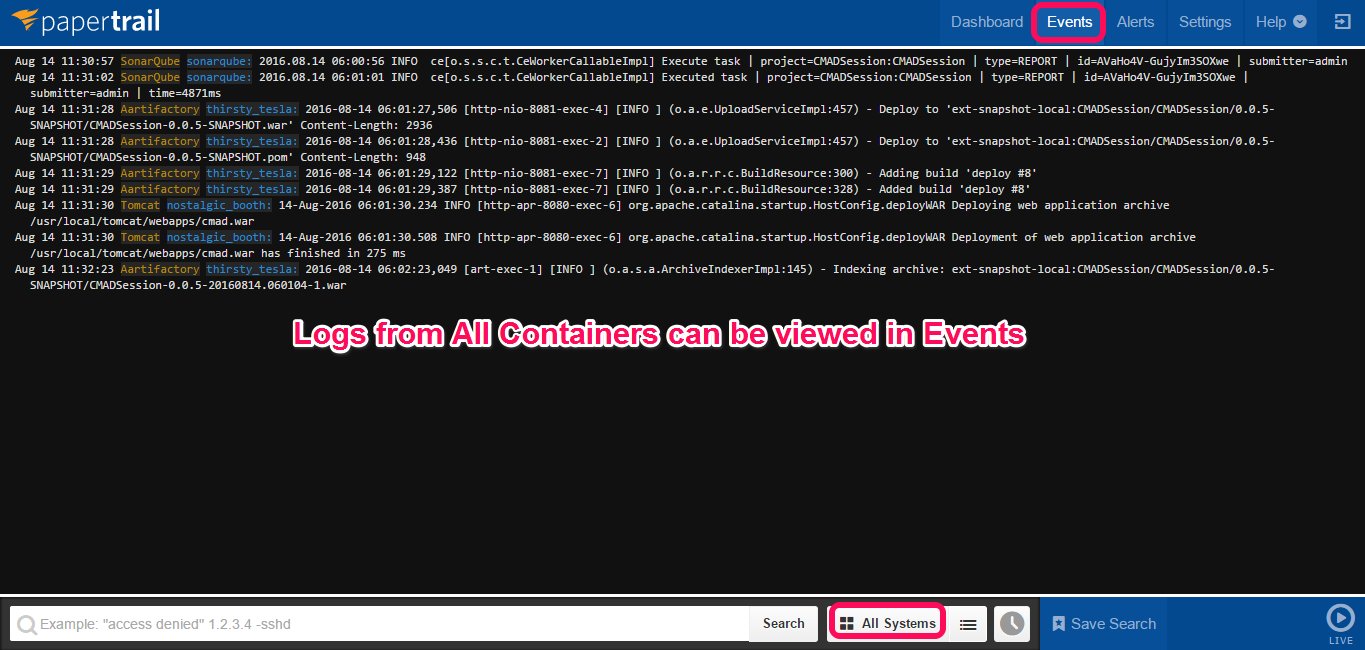 papertrail
Dashboard Events Alerts Settings Help
Aug 14 11:30:57 SonarQube sonarqube: 2016.08.14 06:00:56 INFO  ce[o.s.s.c.t.CeWorkerCallableImpl] Execute task | project=CMADSession:CMADSession | type=REPORT | id=AVaHo4V-GujyIm3SOXwe | submitter=admin
Aug 14 11:31:02 SonarQube sonarqube: 2016.08.14 06:01:01 INFO  ce[o.s.s.c.t.CeWorkerCallableImpl] Executed task | project=CMADSession:CMADSession | type=REPORT | id=AVaHo4V-GujyIm3SOXwe |
submitter=admin | time=4871ms
Aug 14 11:31:28 Aartifactory thirsty_tesla: 2016-08-14 06:01:27,506 [http-nio-8081-exec-4] [INFO ] (o.a.e.UploadServiceImpl:457) - Deploy to 'ext-snapshot-local:CMADSession/CMADSession/0.0.5-
SNAPSHOT/CMADSession-0.0.5-SNAPSHOT.war' Content-Length: 2936
Aug 14 11:31:28 Aartifactory thirsty_tesla: 2016-08-14 06:01:28,436 [http-nio-8081-exec-2] [INFO ] (o.a.e.UploadServiceImpl:457) - Deploy to 'ext-snapshot-local:CMADSession/CMADSession/0.0.5-
SNAPSHOT/CMADSession-0.0.5-SNAPSHOT.pom' Content-Length: 948
Aug 14 11:31:29 Aartifactory thirsty_tesla: 2016-08-14 06:01:29,122 [http-nio-8081-exec-7] [INFO ] (o.a.r.r.c.BuildResource:300) - Adding build 'deploy #8'
Aug 14 11:31:29 Aartifactory thirsty_tesla: 2016-08-14 06:01:29,387 [http-nio-8081-exec-7] [INFO ] (o.a.r.r.c.BuildResource:328) - Added build 'deploy #8'
Aug 14 11:31:30 Tomcat nostalgic_booth: 14-Aug-2016 06:01:30.234 INFO [http-apr-8080-exec-6] org.apache.catalina.startup.HostConfig.deployWAR Deploying web application archive
/usr/local/tomcat/webapps/cmad.war
Aug 14 11:31:30 Tomcat nostalgic_booth: 14-Aug-2016 06:01:30.508 INFO [http-apr-8080-exec-6] org.apache.catalina.startup.HostConfig.deployWAR Deployment of web application archive
/usr/local/tomcat/webapps/cmad.war has finished in 275 ms
Aug 14 11:32:23 Aartifactory thirsty_tesla: 2016-08-14 06:02:23,049 [art-exec-1] [INFO ] (o.a.s.a.ArchiveIndexerImpl:145) - Indexing archive: ext-snapshot-local:CMADSession/CMADSession/0.0.5-
SNAPSHOT/CMADSession-0.0.5-20160814.060104-1.war
Logs from All Containers can be viewed in Events
Example: "access denied" 1.2.3.4 -sshd Search All Systems Save Search
LIVE